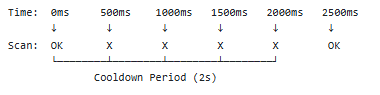 Time: 0ms 500ms 1000ms 1500ms 2000ms 2500ms
↓ ↓ ↓ ↓ ↓ ↓
Scan: OK X X X X OK
Cooldown Period (2s)